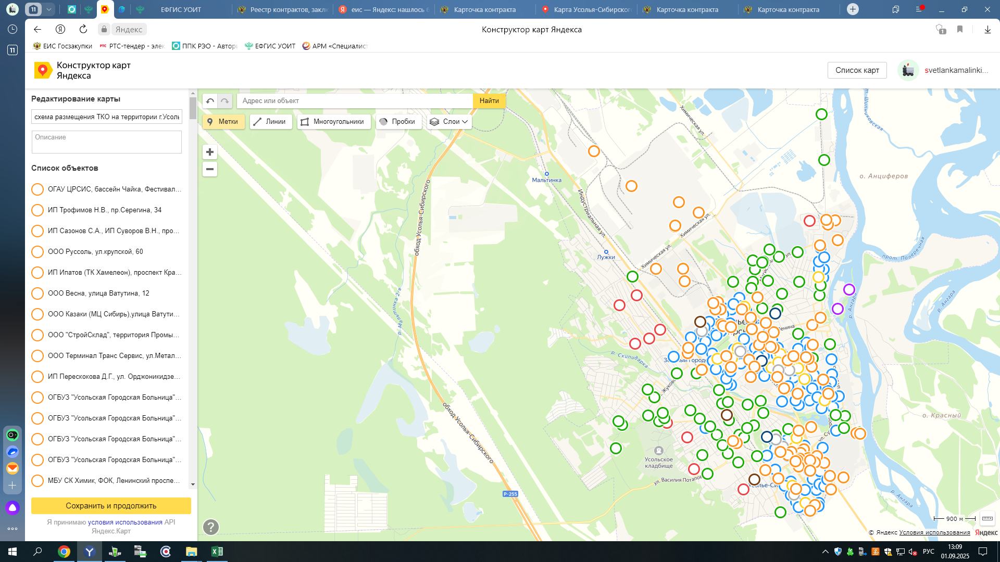 11
ЕФГИС УОИТ
Реестр контрактов, заклю
еис — Яндекс: нашлось 6
Карточка контракта
Карта Усолья-Сибирского
Карточка контракта
Карточка контракта
Яндекс
Конструктор карт Яндекса
1
11
ЕИС Госзакупки
РТС-тендер - элек
ППК РЭО - Автори
ЕФГИС УОИТ
АРМ «Специалист
Конструктор карт
Яндекса
Список карт
svetlankamalinki...
Редактирование карты
схема размещения ТКО на территории г.Усоль
Описание
Список объектов
ОГАУ ЦРСИС, бассейн Чайка, Фестивал...
ИП Трофимов Н.В., пр.Серегина, 34
ИП Сазонов С.А., ИП Суворов В.Н., про...
ООО Руссоль, ул.крупской, 60
ИП Ипатов (ТК Хамелеон), проспект Кра...
ООО Весна, улица Ватутина, 12
ООО Казаки (МЦ Сибирь),улица Ватути...
ООО "СтройСклад", территория Промы...
ООО Терминал Транс Сервис, ул.Метал...
ИП Перескокова Д.Г., ул. Орджоникидзе...
ОГБУЗ "Усольская Городская Больница"...
ОГБУЗ "Усольская Городская Больница"...
ОГБУЗ "Усольская Городская Больница"...
ОГБУЗ "Усольская Городская Больница"...
МБУ СК Химик, ФОК, Ленинский проспе...
Сохранить и продолжить
Я принимаю условия использования API
Яндекс.Карт
Адрес или объект
Найти
Метки
Линии
Многоугольники
Пробки
Слои
Химическая ул.
Мальтинка
о. Анциферов
обход Усолья-Сибирского
Индустриальная ул.
Химическая ул.
Лужки
Химическая ул.
прот. Поперечная
р. Ангара
р. Ангара
р. Скипидарка
обход Усолья-Сибирского
о. Красный
Усольское
кладбище
ул. Василия Потапов
Р-255
р. Ангара
900 м
© Яндекс Условия использования
Яндекс
?
РУС
13:09
01.09.2025